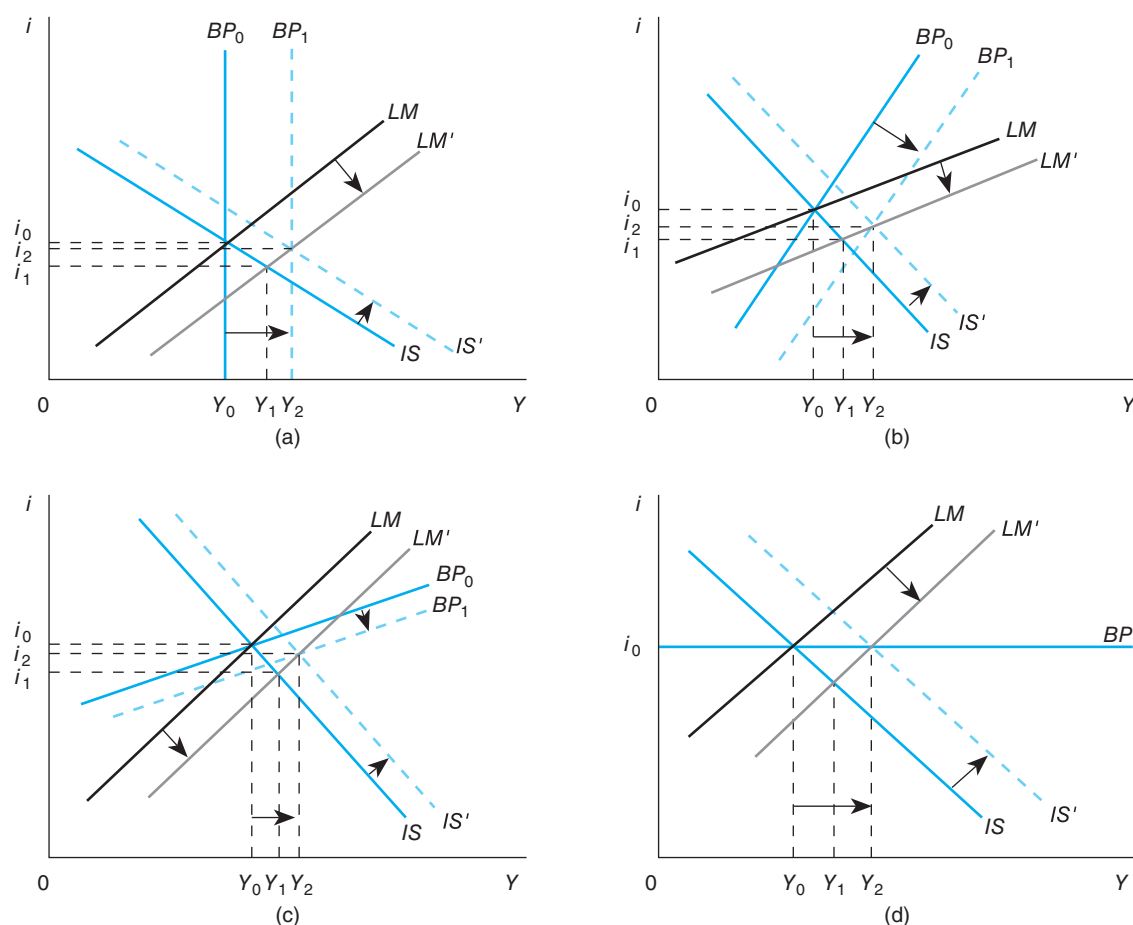 i
BP₀
BP₁
LM
LM'
i₀
i₂
i₁
IS
IS'
0
Y₀
Y₁
Y₂
Y
(a)
i
BP₀
BP₁
LM
LM'
i₀
i₂
i₁
IS'
IS
0
Y₀
Y₁
Y₂
Y
(b)
i
LM
LM'
BP₀
BP₁
i₀
i₂
i₁
IS'
IS
0
Y₀
Y₁
Y₂
Y
(c)
i
LM
LM'
i₀
BP
IS'
IS
0
Y₀
Y₁
Y₂
Y
(d)